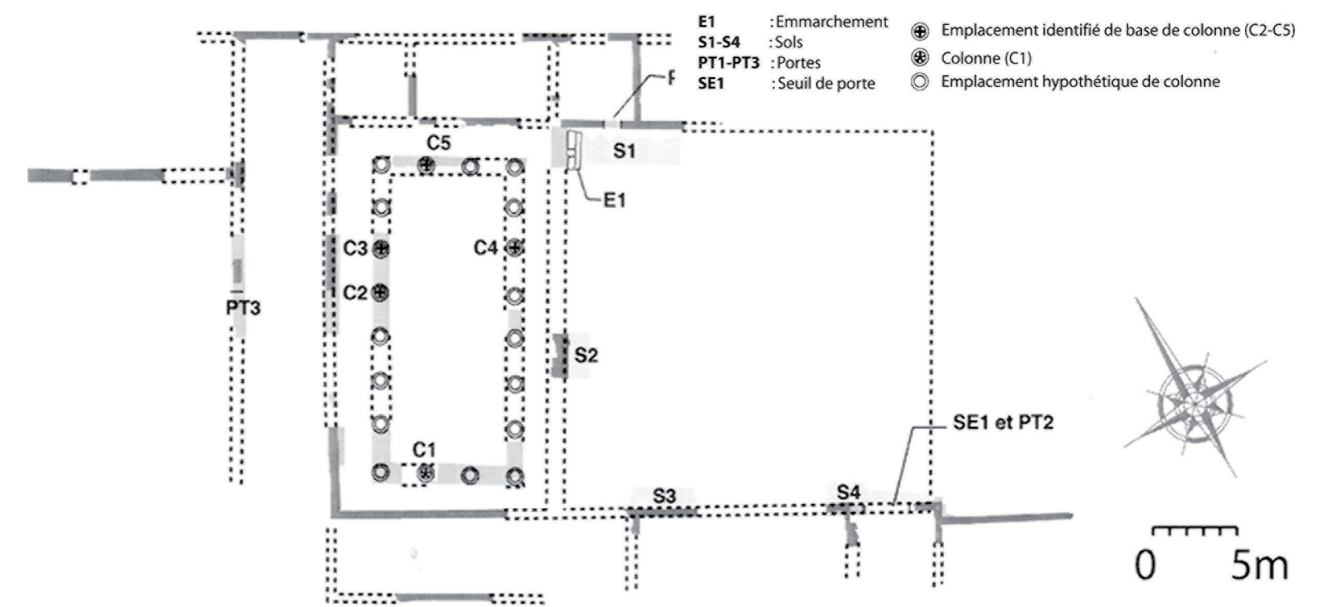 E1 : Emmarchement
S1-S4 : Sols
PT1-PT3 : Portes
SE1 : Seuil de porte
Emplacement identifié de base de colonne (C2-C5)
Colonne (C1)
Emplacement hypothétique de colonne
C5
S1
E1
C3
C4
C2
PT3
S2
C1
SE1 et PT2
S3
S4
0 5m